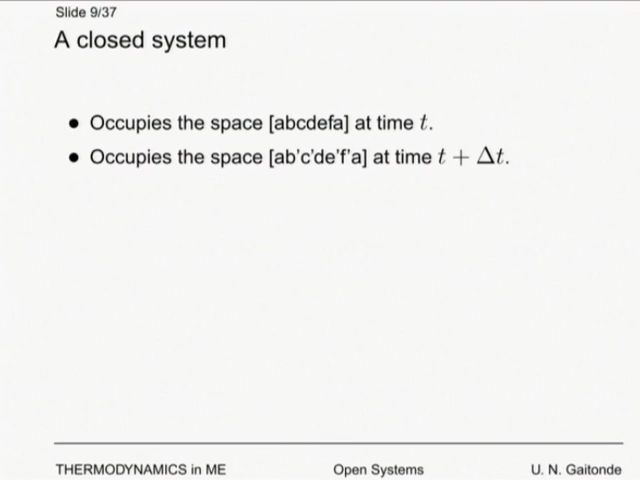 Slide 9/37
A closed system
● Occupies the space [abcdefa] at time t.
● Occupies the space [ab'c'de'f'a] at time t + Δt.
THERMODYNAMICS in ME Open Systems U. N. Gaitonde